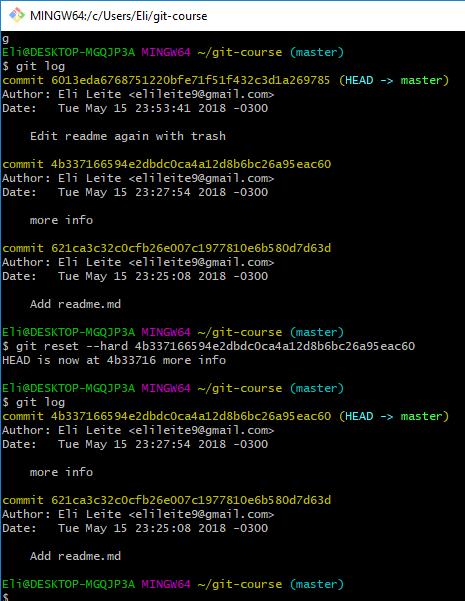 MINGW64:/c/Users/Eli/git-course
g
Eli@DESKTOP-MGQJP3A MINGW64 ~/git-course (master)
$ git log
commit 6013eda6768751220bfe71f51f432c3d1a269785 (HEAD -> master)
Author: Eli Leite <elileite9@gmail.com>
Date:   Tue May 15 23:53:41 2018 -0300

    Edit readme again with trash

commit 4b337166594e2dbdc0ca4a12d8b6bc26a95eac60
Author: Eli Leite <elileite9@gmail.com>
Date:   Tue May 15 23:27:54 2018 -0300

    more info

commit 621ca3c32c0cfb26e007c1977810e6b580d7d63d
Author: Eli Leite <elileite9@gmail.com>
Date:   Tue May 15 23:25:08 2018 -0300

    Add readme.md

Eli@DESKTOP-MGQJP3A MINGW64 ~/git-course (master)
$ git reset --hard 4b337166594e2dbdc0ca4a12d8b6bc26a95eac60
HEAD is now at 4b33716 more info

Eli@DESKTOP-MGQJP3A MINGW64 ~/git-course (master)
$ git log
commit 4b337166594e2dbdc0ca4a12d8b6bc26a95eac60 (HEAD -> master)
Author: Eli Leite <elileite9@gmail.com>
Date:   Tue May 15 23:27:54 2018 -0300

    more info

commit 621ca3c32c0cfb26e007c1977810e6b580d7d63d
Author: Eli Leite <elileite9@gmail.com>
Date:   Tue May 15 23:25:08 2018 -0300

    Add readme.md

Eli@DESKTOP-MGQJP3A MINGW64 ~/git-course (master)
$